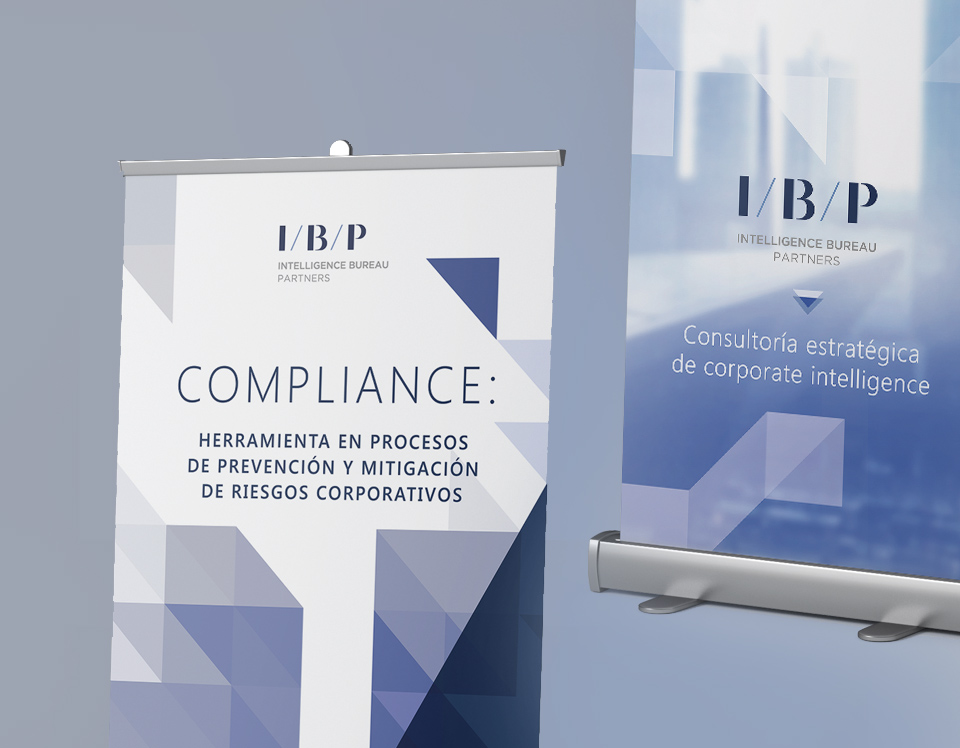 I/B/P
INTELLIGENCE BUREAU
PARTNERS
COMPLIANCE:
HERRAMIENTA EN PROCESOS
DE PREVENCIÓN Y MITIGACIÓN
DE RIESGOS CORPORATIVOS
I/B/P
INTELLIGENCE BUREAU
PARTNERS
Consultoría estratégica
de corporate intelligence